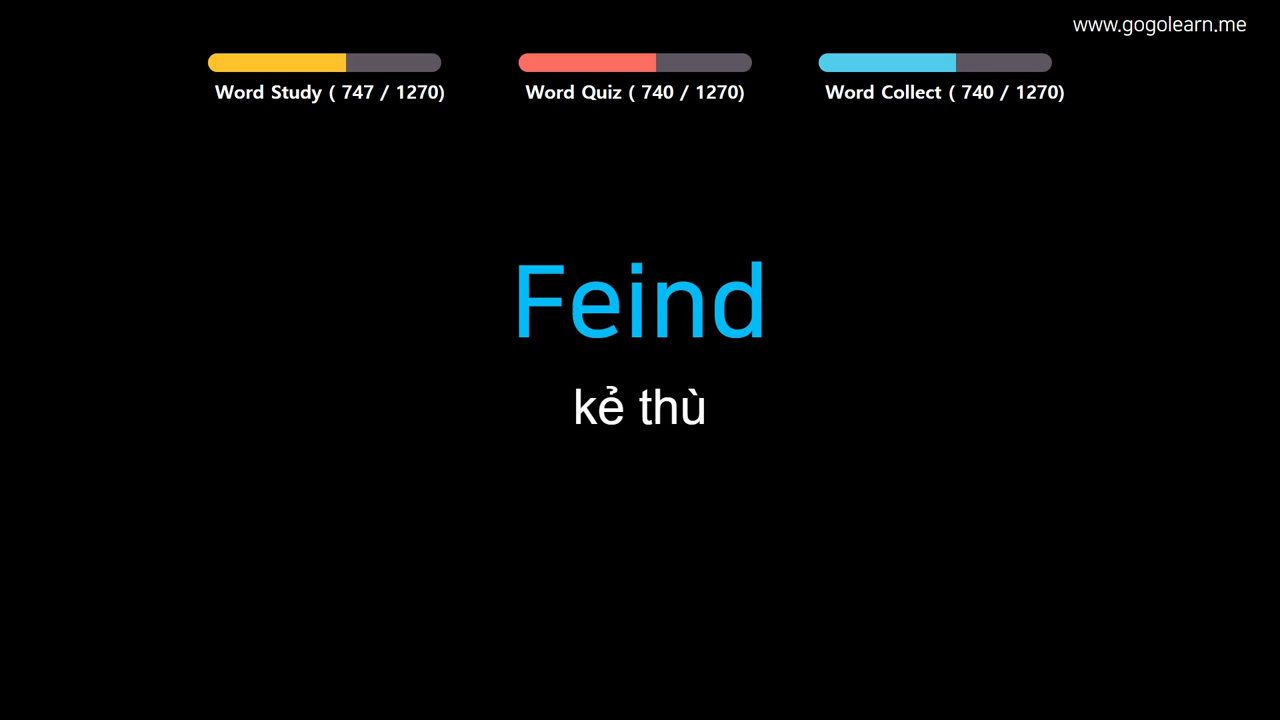 www.gogolearn.me
Word Study ( 747 / 1270)
Word Quiz ( 740 / 1270)
Word Collect ( 740 / 1270)
Feind
kẻ thù